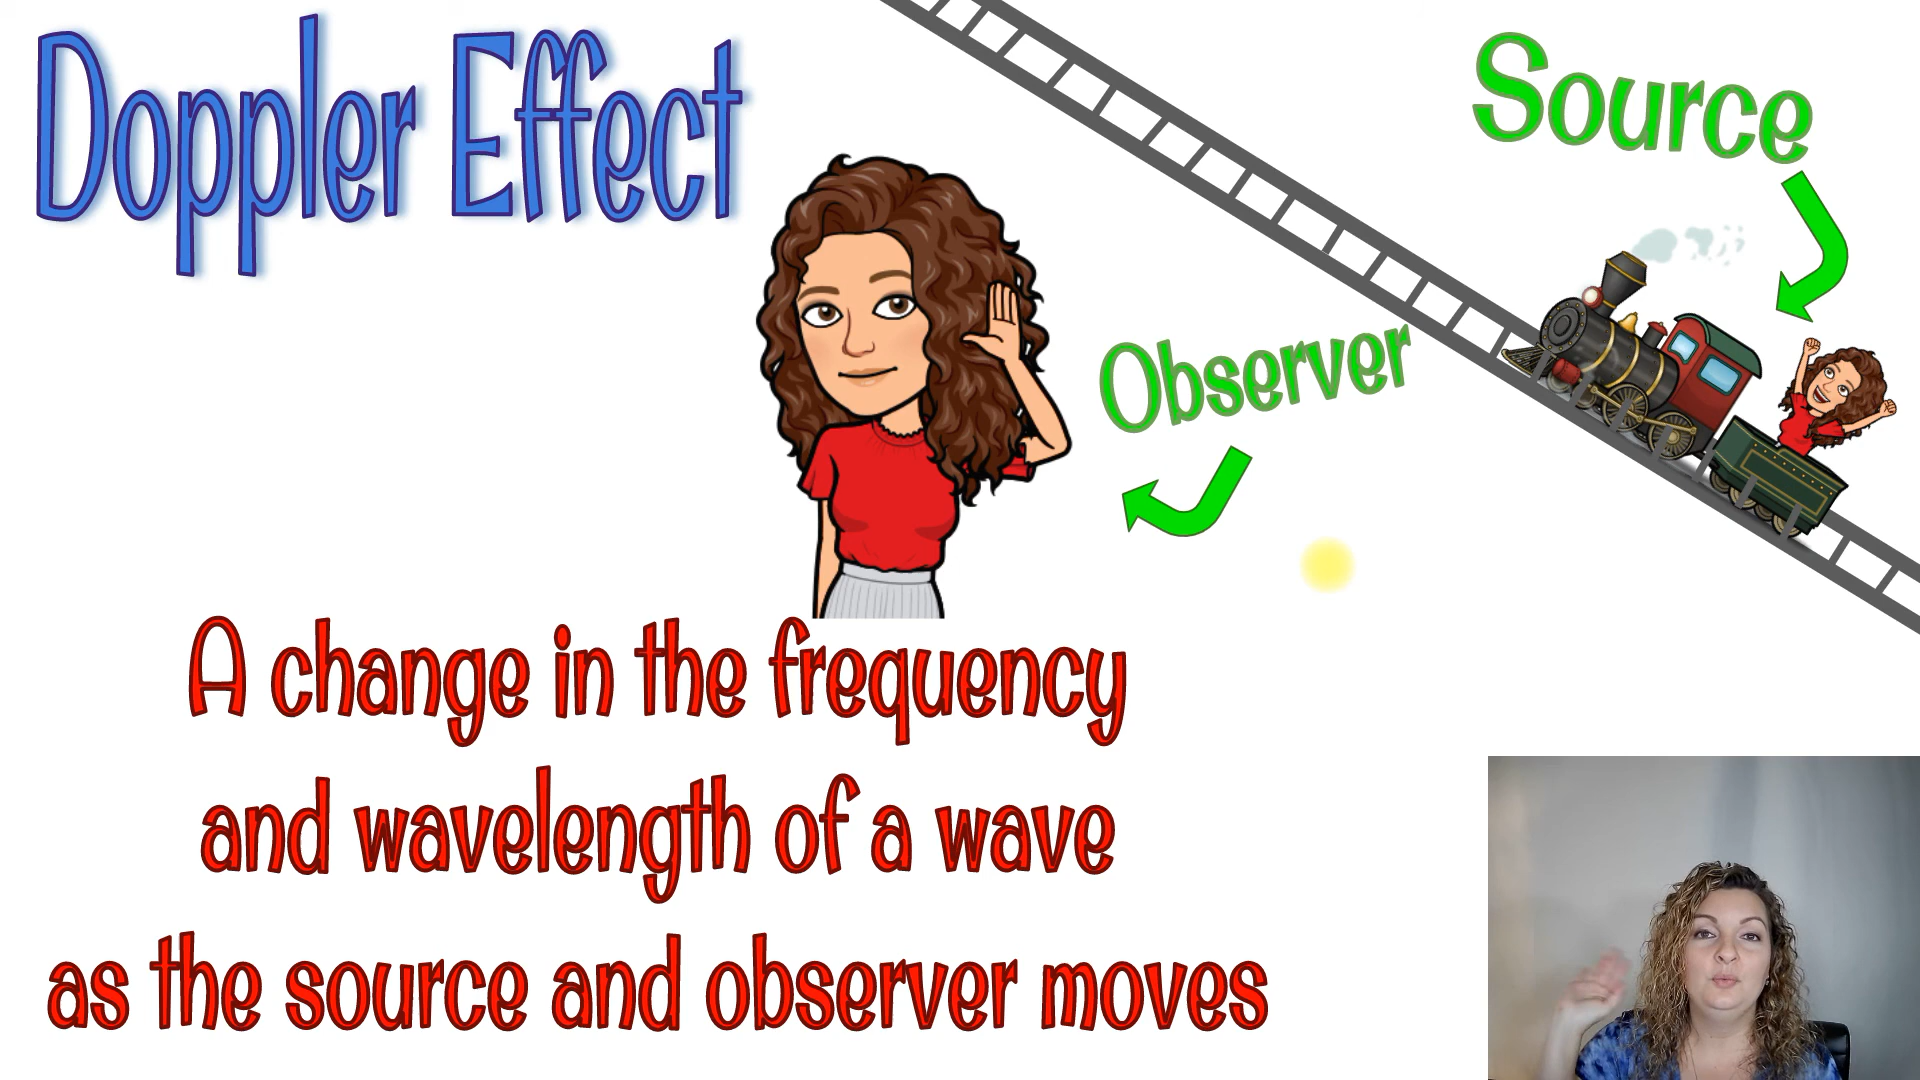 Doppler Effect
Source
Observer
A change in the frequency
and wavelength of a wave
as the source and observer moves